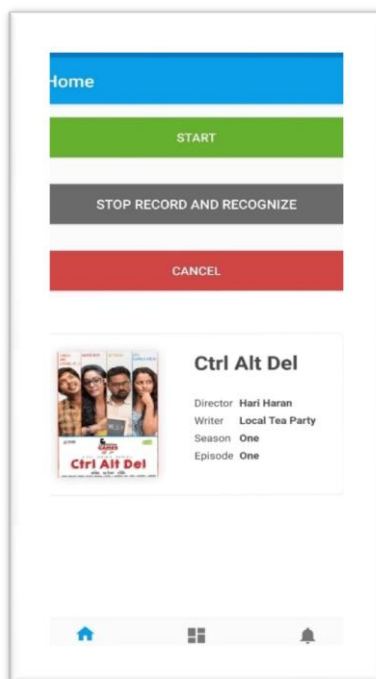 Home
START
STOP RECORD AND RECOGNIZE
CANCEL
Ctrl Alt Del
Director Hari Haran
Writer Local Tea Party
Season One
Episode One
GAMES
Ctrl Alt Del